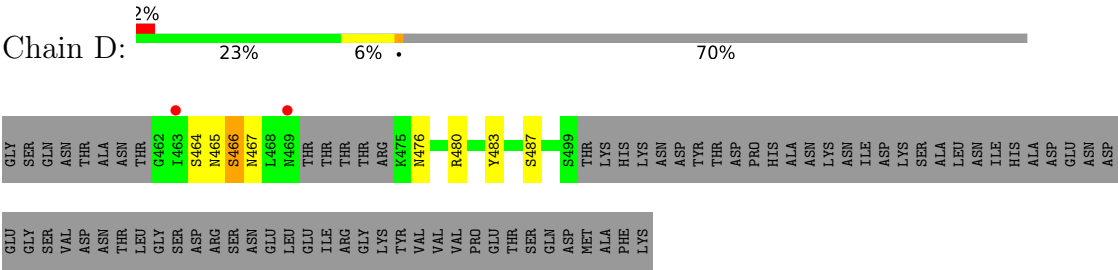 2%
Chain D:
23% 6% • 70%
GLY SER GLN ASN THR ALA ASN THR G462 I463 S464 N465 S466 N467 L468 N469 THR THR THR THR ARG K475 N476 R480 Y483 S487 S499 THR LYS HIS LYS ASN ASP TYR THR ASP PRO HIS ALA ASN LYS ASN ILE ASP LYS SER ALA LEU ASN ILE HIS ALA ASP GLU ASN ASP
GLU GLY SER VAL ASP ASN THR LEU GLY SER ASP ARG SER ASN GLU LEU GLU ILE ARG GLY LYS TYR VAL VAL VAL PRO GLU THR SER GLN ASP MET ALA PHE LYS